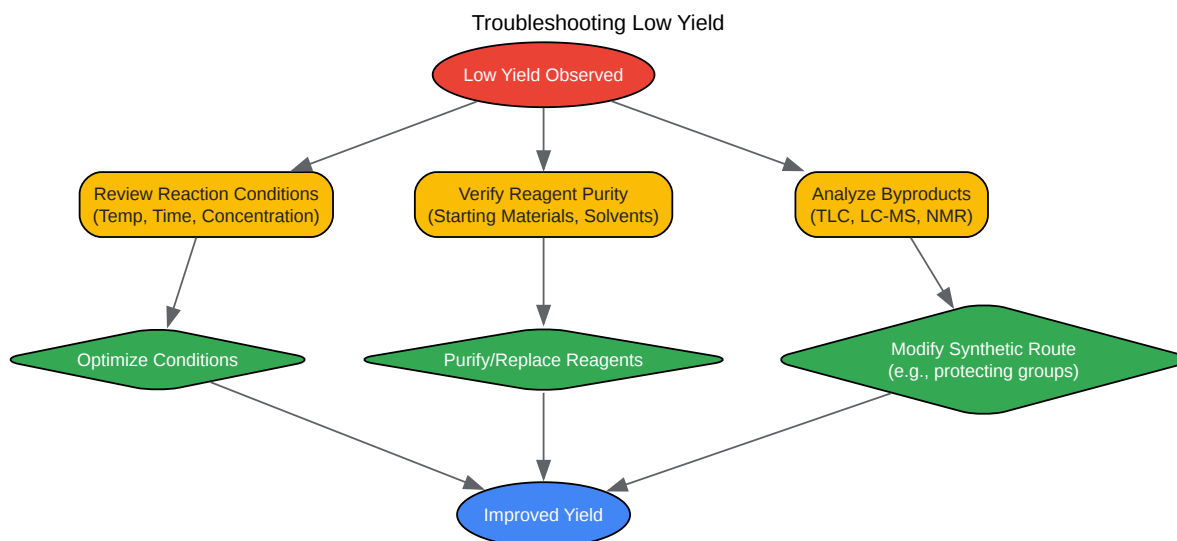 Troubleshooting Low Yield
Low Yield Observed
Review Reaction Conditions
(Temp, Time, Concentration)
Verify Reagent Purity
(Starting Materials, Solvents)
Analyze Byproducts
(TLC, LC-MS, NMR)
Optimize Conditions
Purify/Replace Reagents
Modify Synthetic Route
(e.g., protecting groups)
Improved Yield